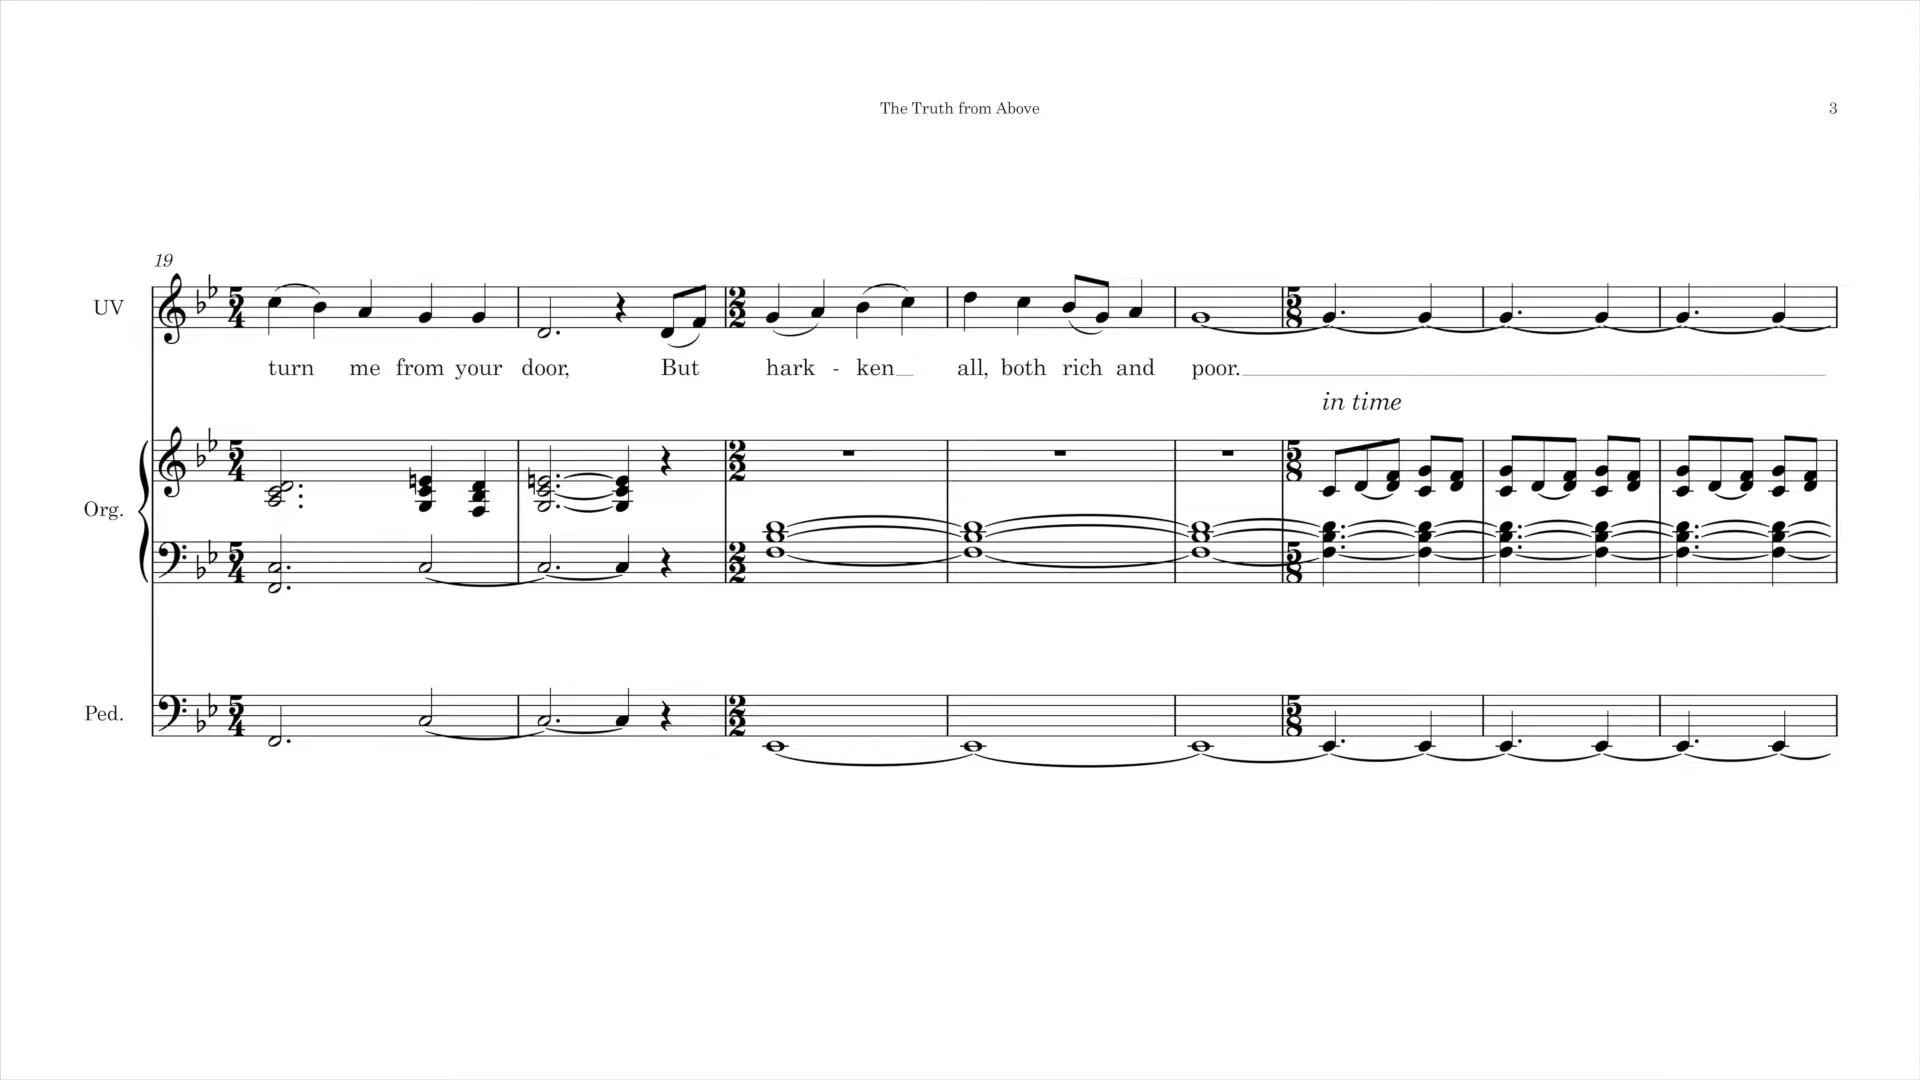 The Truth from Above 3
19
UV
turn me from your door, But hark - ken all, both rich and poor.
in time
Org.
Ped.